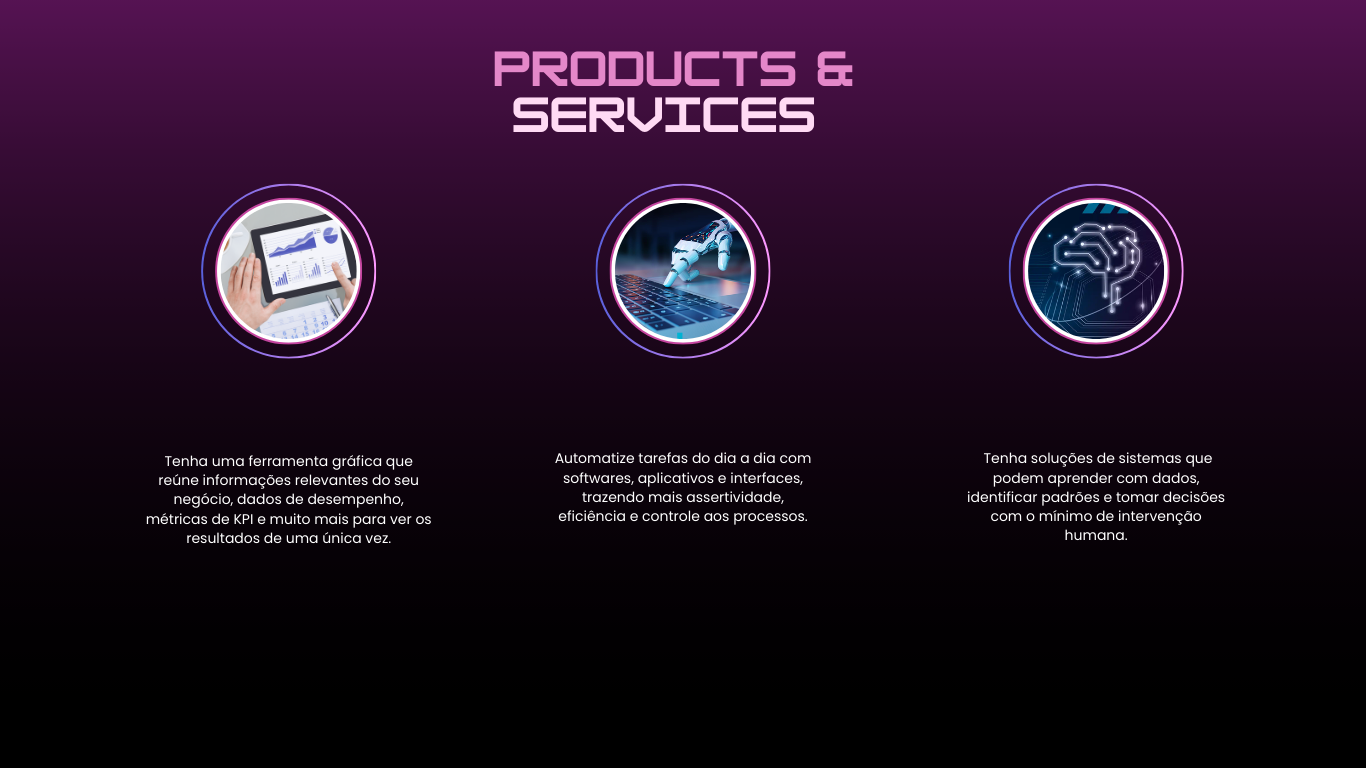 PRODUCTS &
SERVICES
Tenha uma ferramenta gráfica que
reúne informações relevantes do seu
negócio, dados de desempenho,
métricas de KPI e muito mais para ver os
resultados de uma única vez.
Automatize tarefas do dia a dia com
softwares, aplicativos e interfaces,
trazendo mais assertividade,
eficiência e controle aos processos.
Tenha soluções de sistemas que
podem aprender com dados,
identificar padrões e tomar decisões
com o mínimo de intervenção
humana.